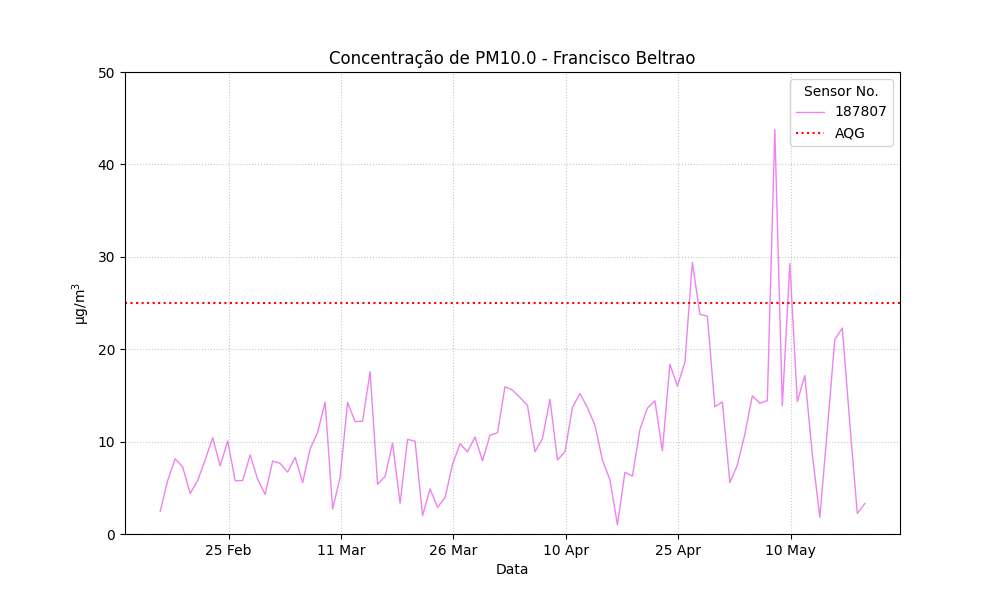 Concentração de PM10.0 - Francisco Beltrao
Sensor No.
187807
AQG
50
40
30
20
10
0
µg/m³
25 Feb
11 Mar
26 Mar
10 Apr
25 Apr
10 May
Data